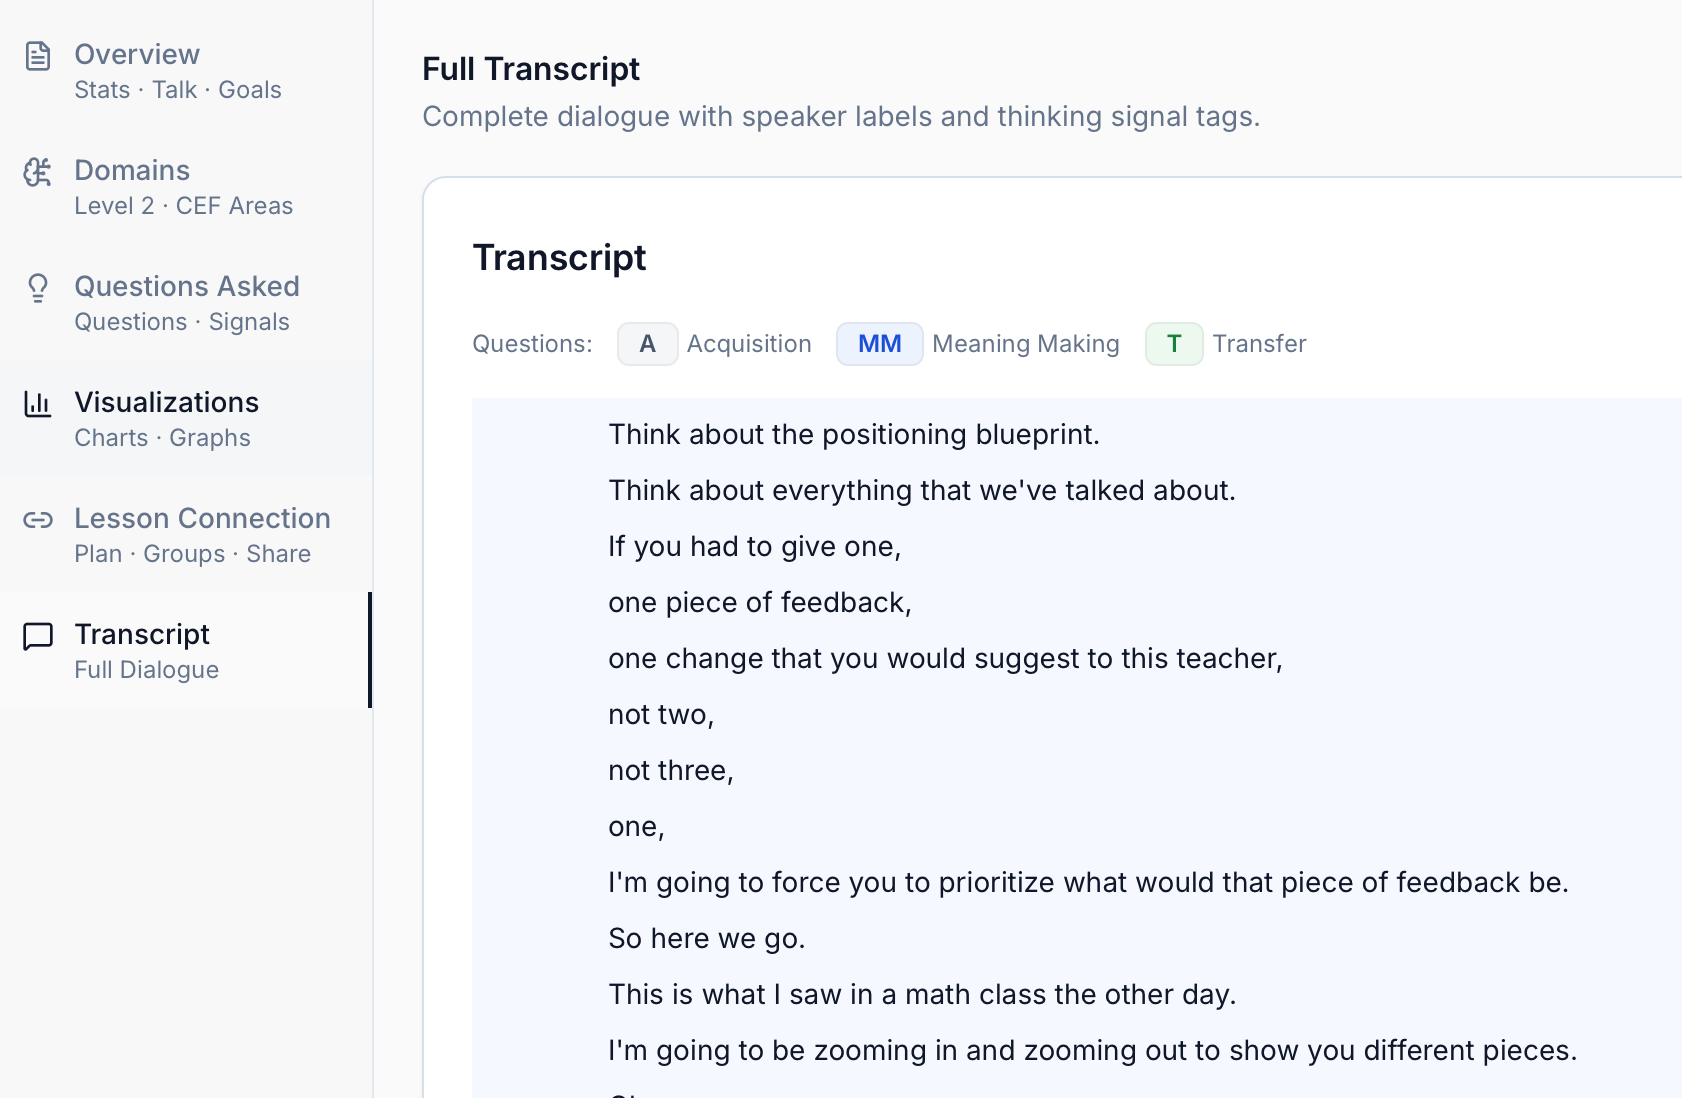 Overview
Stats · Talk · Goals
Domains
Level 2 · CEF Areas
Questions Asked
Questions · Signals
Visualizations
Charts · Graphs
Lesson Connection
Plan · Groups · Share
Transcript
Full Dialogue
Full Transcript
Complete dialogue with speaker labels and thinking signal tags.
Transcript
Questions: A Acquisition MM Meaning Making T Transfer
Think about the positioning blueprint.
Think about everything that we've talked about.
If you had to give one,
one piece of feedback,
one change that you would suggest to this teacher,
not two,
not three,
one,
I'm going to force you to prioritize what would that piece of feedback be.
So here we go.
This is what I saw in a math class the other day.
I'm going to be zooming in and zooming out to show you different pieces.